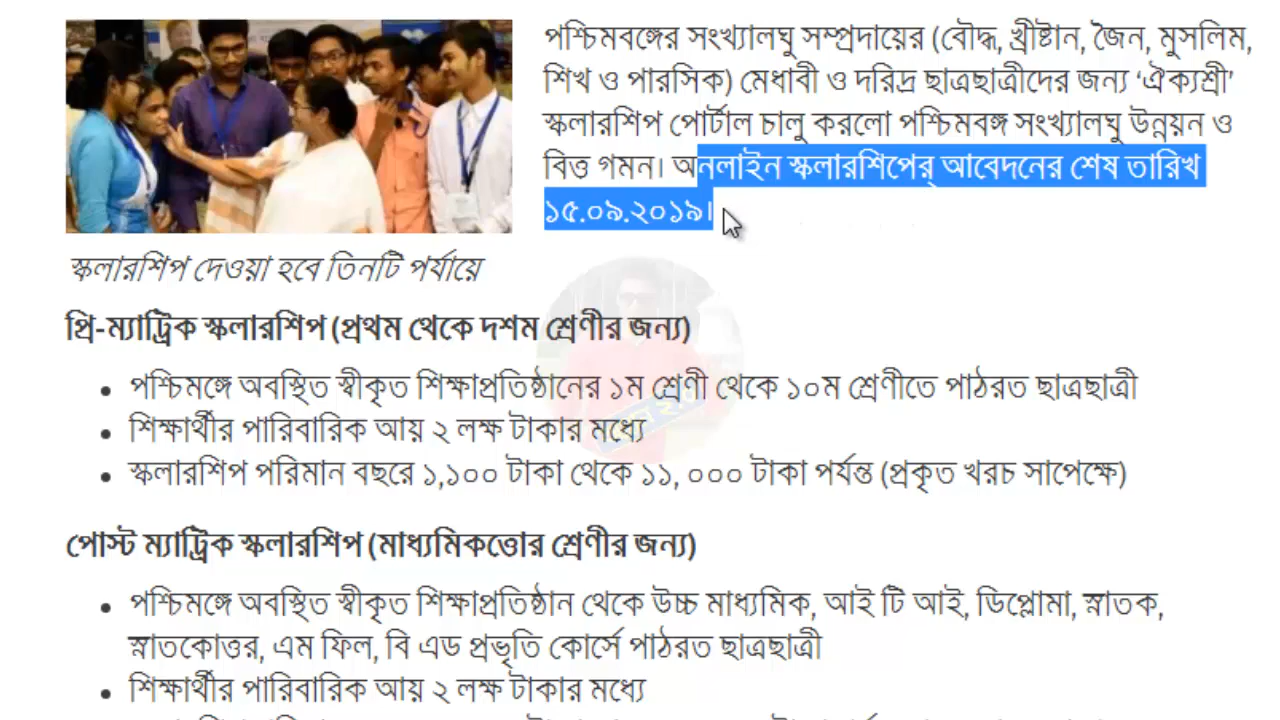 পশ্চিমবঙ্গের সংখ্যালঘু সম্প্রদায়ের (বৌদ্ধ, খ্রীষ্টান, জৈন, মুসলিম,
শিখ ও পারসিক) মেধাবী ও দরিদ্র ছাত্রছাত্রীদের জন্য ‘ঐক্যশ্রী’
স্কলারশিপ পোর্টাল চালু করলো পশ্চিমবঙ্গ সংখ্যালঘু উন্নয়ন ও
বিত্ত গমন। অনলাইন স্কলারশিপের্ আবেদনের শেষ তারিখ
১৫.০৯.২০১৯।
স্কলারশিপ দেওয়া হবে তিনটি পর্যায়ে
প্রি-ম্যাট্রিক স্কলারশিপ (প্রথম থেকে দশম শ্রেণীর জন্য)
• পশ্চিমঙ্গে অবস্থিত স্বীকৃত শিক্ষাপ্রতিষ্ঠানের ১ম শ্রেণী থেকে ১০ম শ্রেণীতে পাঠরত ছাত্রছাত্রী
• শিক্ষার্থীর পারিবারিক আয় ২ লক্ষ টাকার মধ্যে
• স্কলারশিপ পরিমান বছরে ১,১০০ টাকা থেকে ১১, ০০০ টাকা পর্যন্ত (প্রকৃত খরচ সাপেক্ষে)
পোস্ট ম্যাট্রিক স্কলারশিপ (মাধ্যমিকত্তোর শ্রেণীর জন্য)
• পশ্চিমঙ্গে অবস্থিত স্বীকৃত শিক্ষাপ্রতিষ্ঠান থেকে উচ্চ মাধ্যমিক, আই টি আই, ডিপ্লোমা, স্নাতক,
স্নাতকোত্তর, এম ফিল, বি এড প্রভৃতি কোর্সে পাঠরত ছাত্রছাত্রী
• শিক্ষার্থীর পারিবারিক আয় ২ লক্ষ টাকার মধ্যে